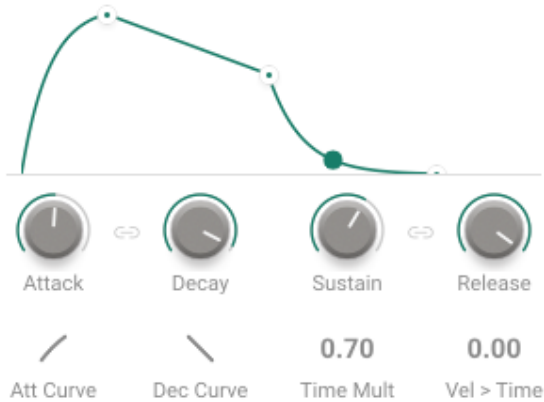 Attack Decay Sustain Release
0.70 0.00
Att Curve Dec Curve Time Mult Vel > Time